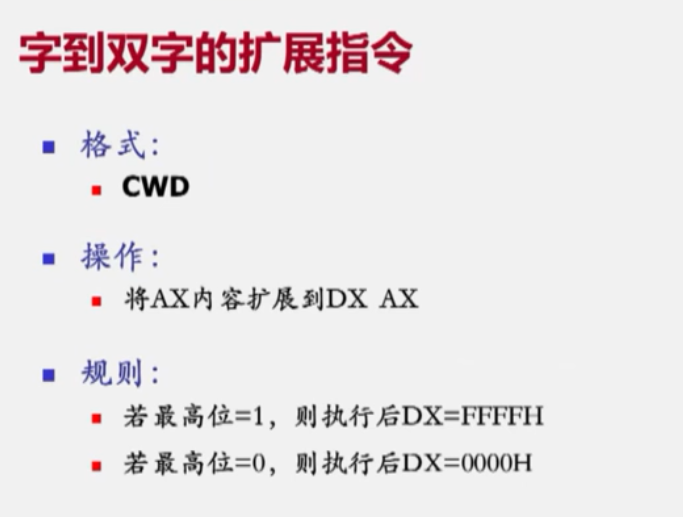 字到双字的扩展指令
格式：
CWD
操作：
将AX内容扩展到DX AX
规则：
若最高位=1，则执行后DX=FFFFH
若最高位=0，则执行后DX=0000H